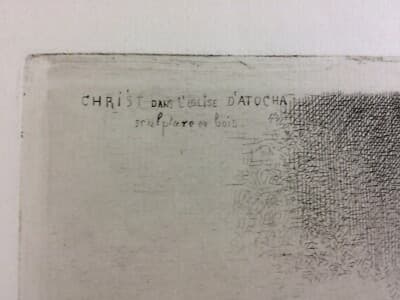 CHRIST DANS L'EGLISE D'ATOCHA
sculpture en bois